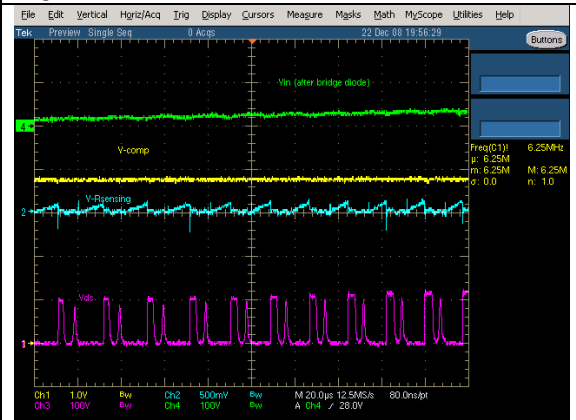 File Edit Vertical Horiz/Acq Trig Display Cursors Measure Masks Math MyScope Utilities Help
Tek Preview Single Seq 0 Acqs 22 Dec 08 19:56:29 Buttons
Vin (after bridge diode)
4
V-comp
Freq(C1)! 6.25MHz
µ: 6.25M
m: 6.25M M: 6.25M
σ: 0.0 n: 1.0
V-Rsensing
2
Vds
Ch1 1.0V Bw Ch2 500mV Bw M 20.0µs 12.5MS/s 80.0ns/pt
Ch3 100V Bw Ch4 100V Bw A Ch4 28.0V